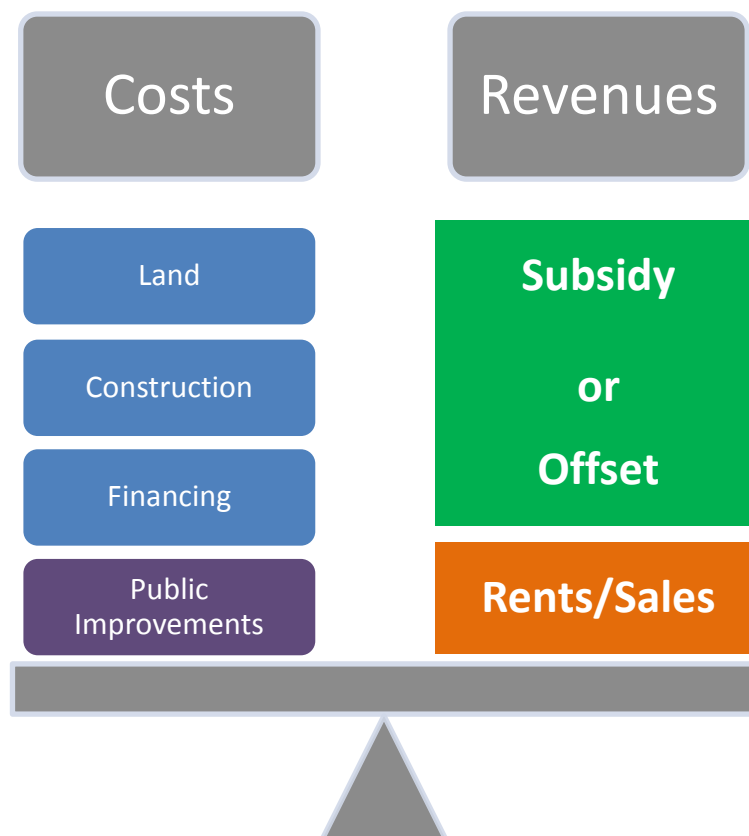 Costs
Revenues
Land
Construction
Financing
Public
Improvements
Subsidy
or
Offset
Rents/Sales